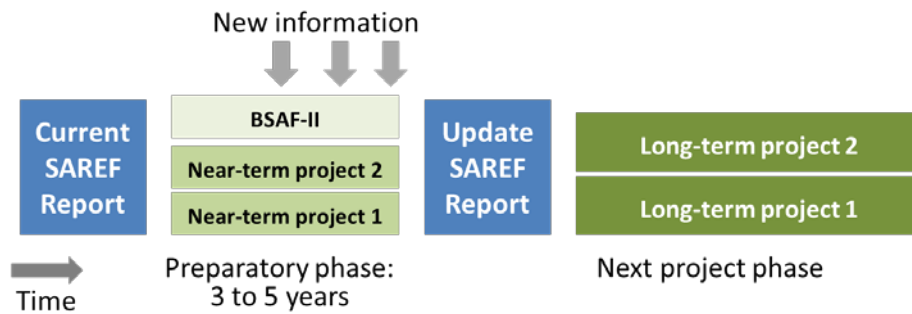 New information
Current
SAREF
Report
BSAF-II
Near-term project 2
Near-term project 1
Update
SAREF
Report
Long-term project 2
Long-term project 1
Time
Preparatory phase:
3 to 5 years
Next project phase